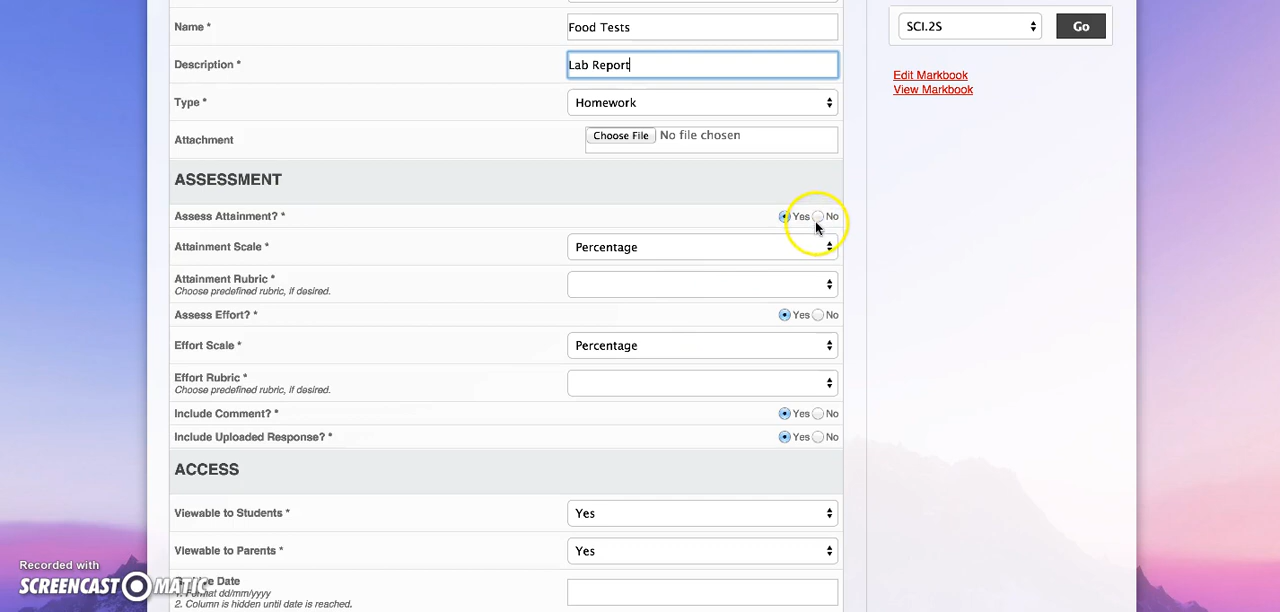 Name *
Food Tests
SCI.2S
Go
Description *
Lab Report
Edit Markbook
View Markbook
Type *
Homework
Attachment
Choose File No file chosen
ASSESSMENT
Assess Attainment? *
Yes No
Attainment Scale *
Percentage
Attainment Rubric *
Choose predefined rubric, if desired.
Assess Effort? *
Yes No
Effort Scale *
Percentage
Effort Rubric *
Choose predefined rubric, if desired.
Include Comment? *
Yes No
Include Uploaded Response? *
Yes No
ACCESS
Viewable to Students *
Yes
Viewable to Parents *
Yes
Recorded with
SCREENCAST MATIC
Date
1. Format dd/mm/yyyy
2. Column is hidden until date is reached.